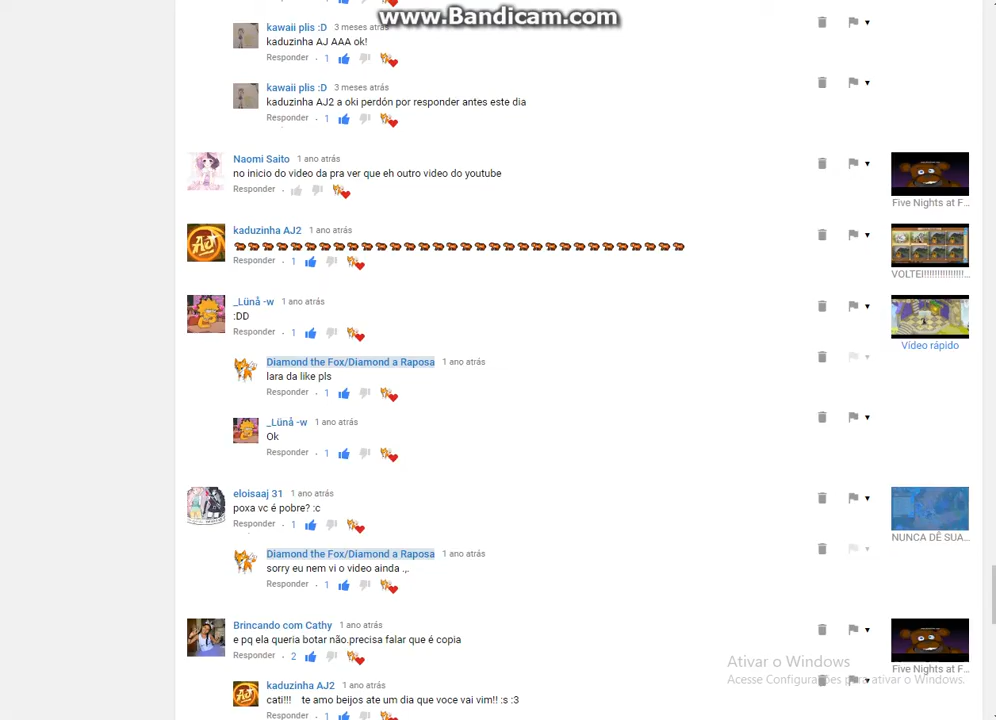 www.Bandicam.com
kawaii plis :D 3 meses atrás
kaduzinha AJ AAA ok!
Responder · 1
kawaii plis :D 3 meses atrás
kaduzinha AJ2 a oki perdón por responder antes este dia
Responder · 1
Naomi Saito 1 ano atrás
no inicio do video da pra ver que eh outro video do youtube
Responder ·
Five Nights at F...
kaduzinha AJ2 1 ano atrás
Responder · 1
VOLTEI!!!!!!!!!!!!!!!!...
_Lünå -w 1 ano atrás
:DD
Responder · 1
Vídeo rápido
Diamond the Fox/Diamond a Raposa 1 ano atrás
lara da like pls
Responder · 1
_Lünå -w 1 ano atrás
Ok
Responder · 1
eloisaaj 31 1 ano atrás
poxa vc é pobre? :c
Responder · 1
NUNCA DÊ SUA...
Diamond the Fox/Diamond a Raposa 1 ano atrás
sorry eu nem vi o video ainda .,.
Responder · 1
Brincando com Cathy 1 ano atrás
e pq ela queria botar não.precisa falar que é copia
Responder · 2
Five Nights at F...
Ativar o Windows
Acesse Configurações para ativar o Windows.
kaduzinha AJ2 1 ano atrás
cati!!! te amo beijos ate um dia que voce vai vim!! :s :3
Responder · 1